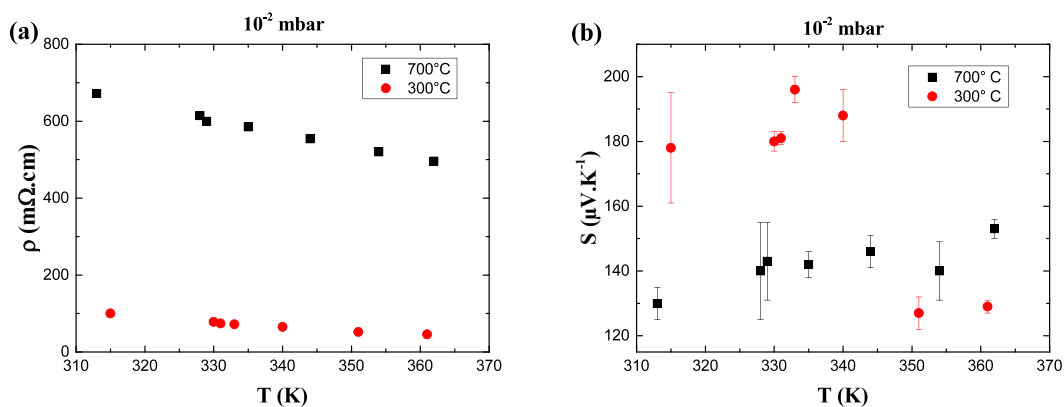 (a)
10⁻² mbar
800
600
400
200
0
ρ (mΩ.cm)
700°C
300°C
310 320 330 340 350 360 370
T (K)
(b)
10⁻² mbar
200
180
160
140
120
S (µV.K⁻¹)
700° C
300° C
310 320 330 340 350 360 370
T (K)